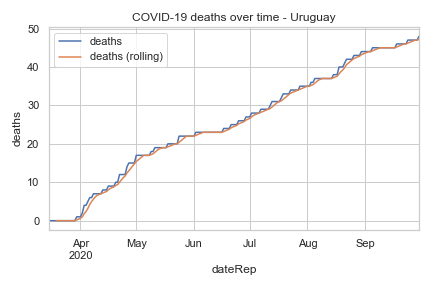 COVID-19 deaths over time - Uruguay
deaths
deaths (rolling)
50
40
30
20
10
0
deaths
Apr
2020
May
Jun
Jul
Aug
Sep
dateRep